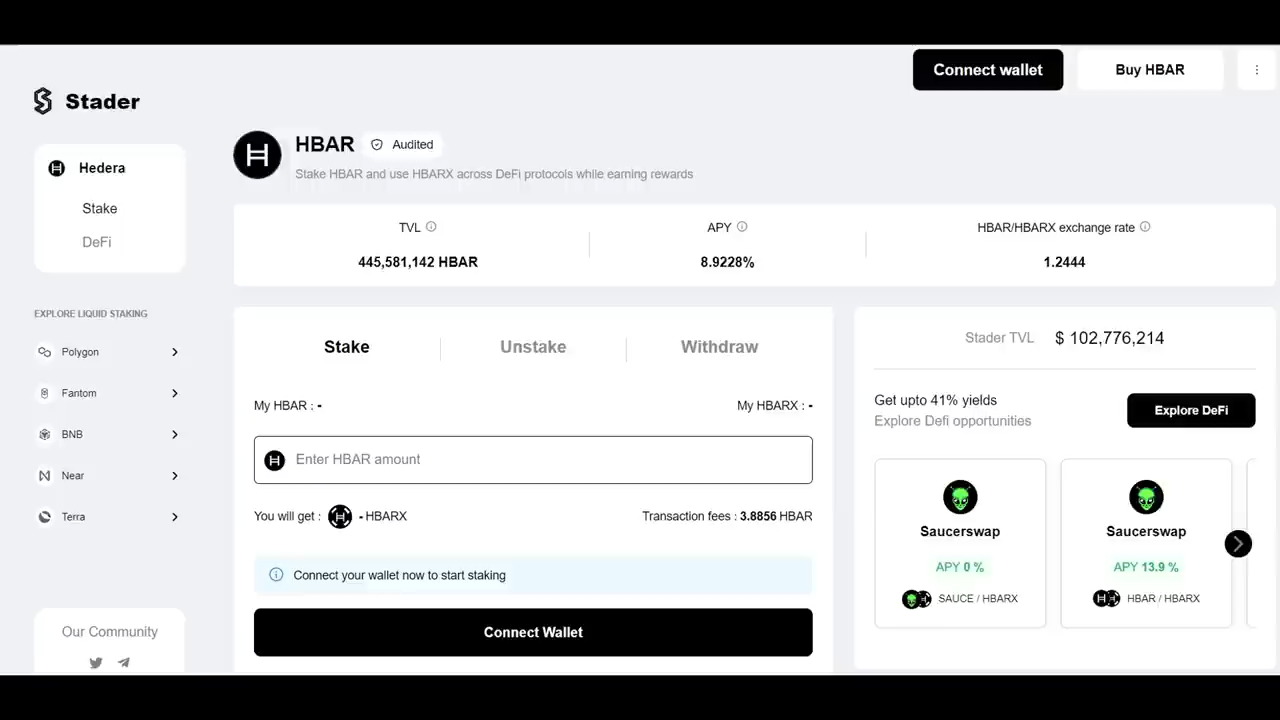 Connect wallet
Buy HBAR
Stader
HBAR
Audited
Stake HBAR and use HBARX across DeFi protocols while earning rewards
Hedera
Stake
DeFi
TVL
APY
HBAR/HBARX exchange rate
445,581,142 HBAR
8.9228%
1.2444
EXPLORE LIQUID STAKING
Polygon
Fantom
BNB
Near
Terra
Our Community
Stake
Unstake
Withdraw
My HBAR : -
My HBARX : -
Enter HBAR amount
You will get : - HBARX
Transaction fees : 3.8856 HBAR
Connect your wallet now to start staking
Connect Wallet
Stader TVL $ 102,776,214
Get upto 41% yields
Explore Defi opportunities
Explore DeFi
Saucerswap
APY 0 %
SAUCE / HBARX
Saucerswap
APY 13.9 %
HBAR / HBARX